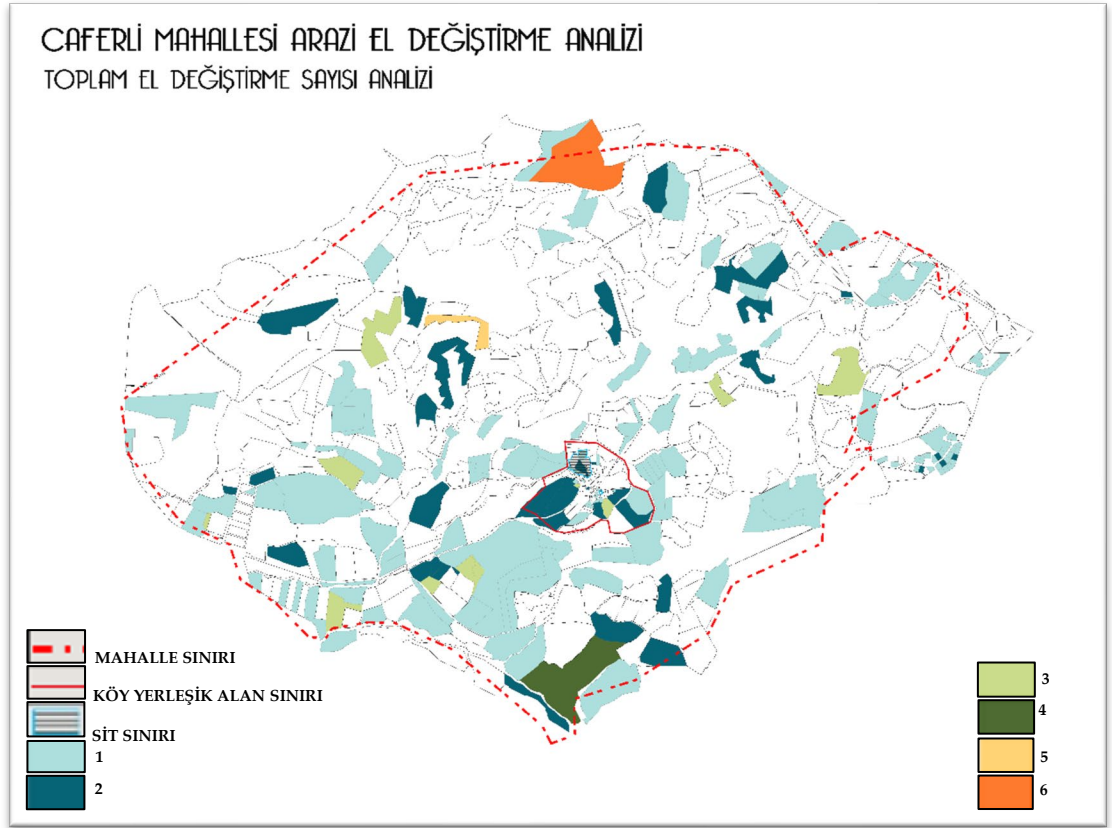 CAFERLİ MAHALLESİ ARAZİ EL DEĞİŞTİRME ANALİZİ
TOPLAM EL DEĞİŞTİRME SAYISI ANALİZİ
MAHALLE SINIRI
KÖY YERLEŞİK ALAN SINIRI
SİT SINIRI
1
2
3
4
5
6